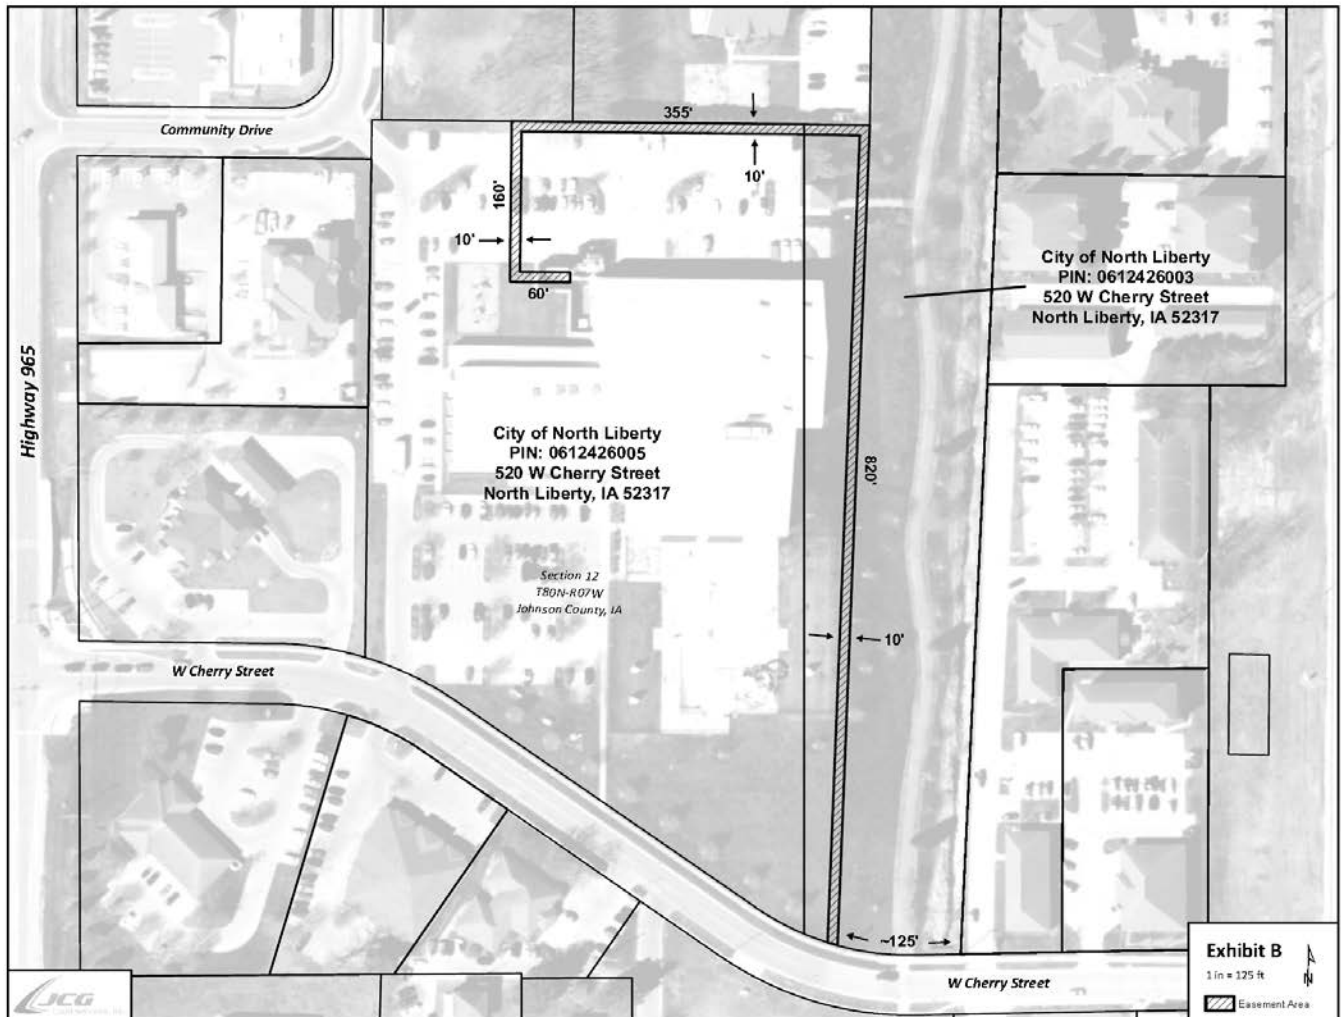 355'
Community Drive
10'
160'
10'
60'
City of North Liberty
PIN: 0612426003
520 W Cherry Street
North Liberty, IA 52317
Highway 965
City of North Liberty
PIN: 0612426005
520 W Cherry Street
North Liberty, IA 52317
820'
Section 12
T80N-R07W
Johnson County, IA
10'
W Cherry Street
~125'
W Cherry Street
Exhibit B
1 in = 125 ft
N
Easement Area
JCG